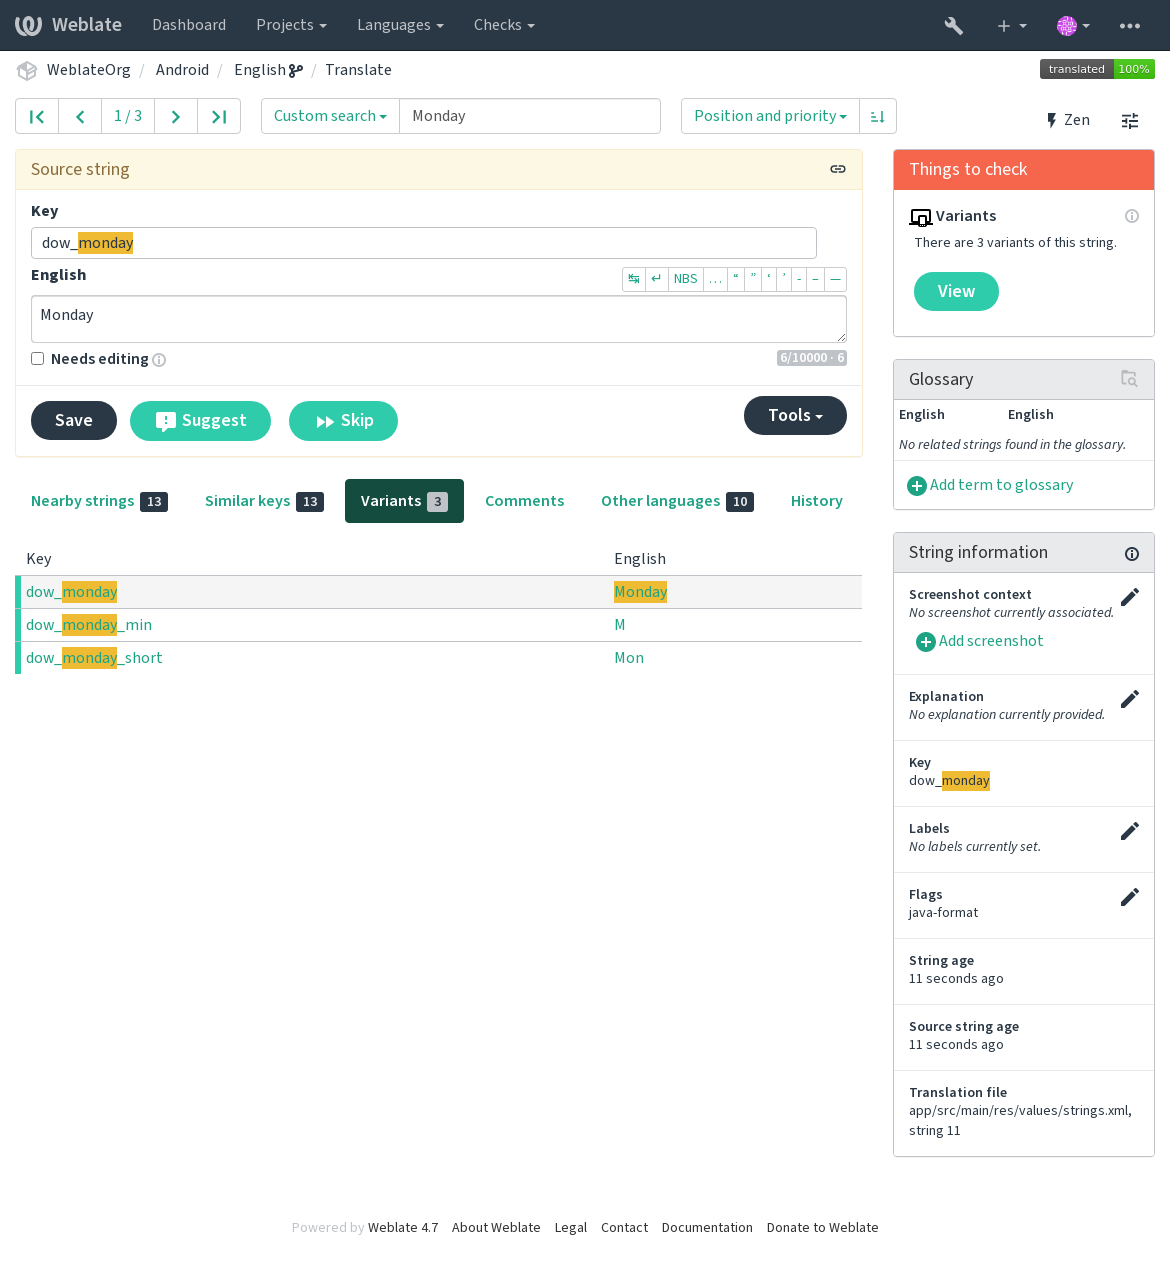 Weblate Dashboard Projects Languages Checks
WeblateOrg / Android / English / Translate
translated 100%
1 / 3 Custom search Monday Position and priority Zen
Source string
Key
dow_monday
English
↹ ↵ NBS … “ ” ‘ ’ - – —
Monday
Needs editing
6/10000 · 6
Save Suggest Skip Tools
Nearby strings 13 Similar keys 13 Variants 3 Comments Other languages 10 History
Key English
dow_monday Monday
dow_monday_min M
dow_monday_short Mon
Things to check
Variants
There are 3 variants of this string.
View
Glossary
English English
No related strings found in the glossary.
Add term to glossary
String information
Screenshot context
No screenshot currently associated.
Add screenshot
Explanation
No explanation currently provided.
Key
dow_monday
Labels
No labels currently set.
Flags
java-format
String age
11 seconds ago
Source string age
11 seconds ago
Translation file
app/src/main/res/values/strings.xml,
string 11
Powered by Weblate 4.7 About Weblate Legal Contact Documentation Donate to Weblate